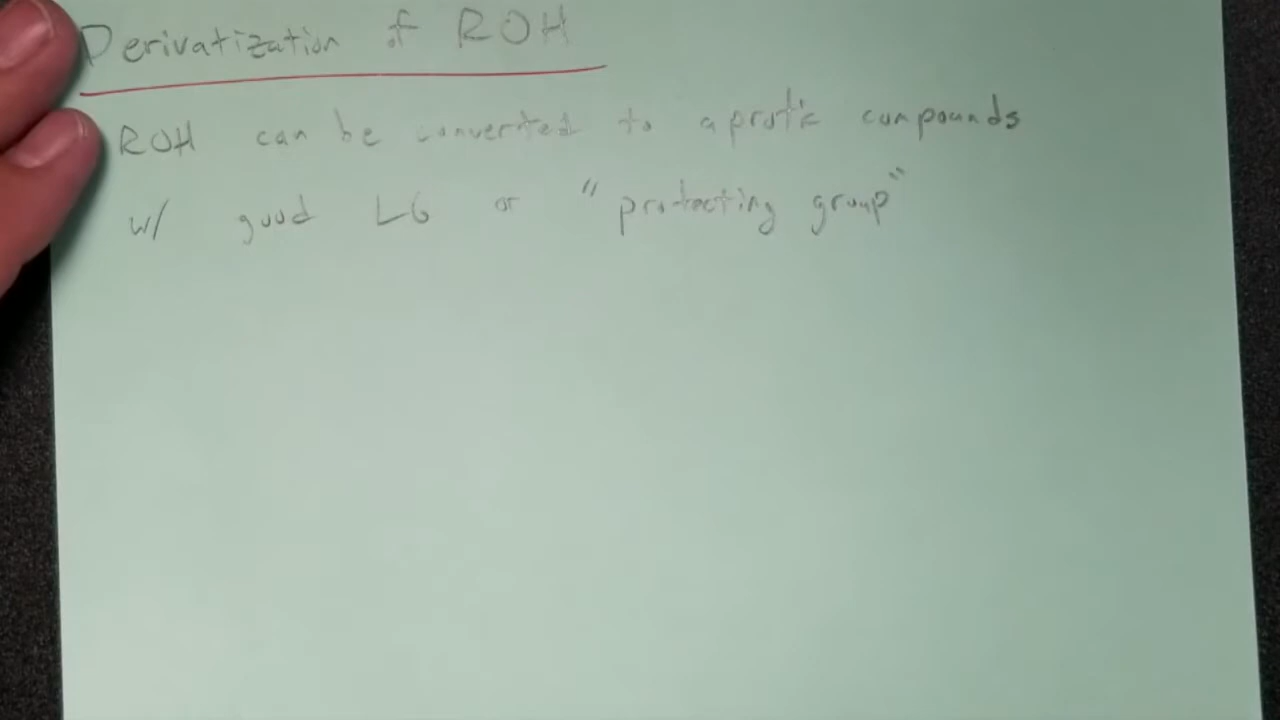 Derivatization of ROH
ROH can be converted to aprotic compounds
w/ good LG or "protecting group"